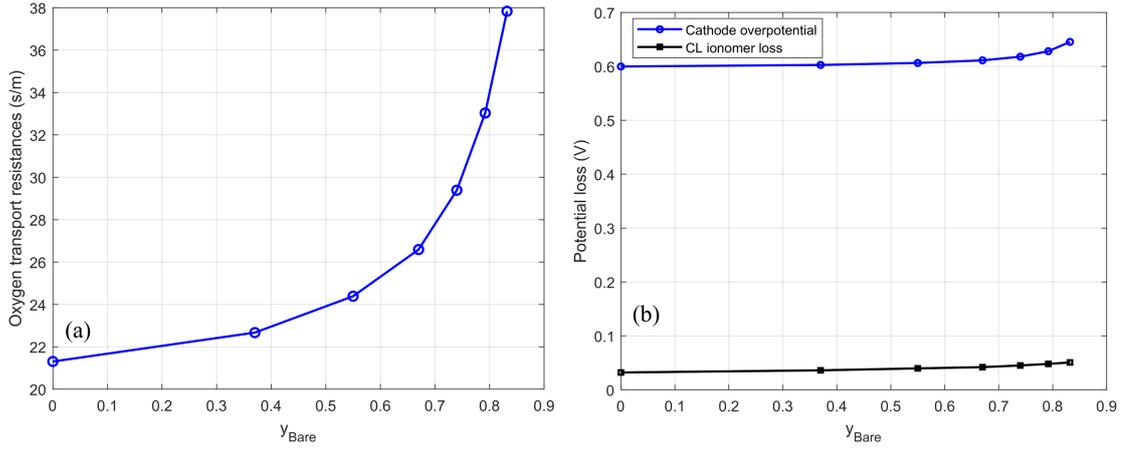 38
36
34
32
30
28
26
24
22
20
Oxygen transport resistances (s/m)
(a)
0 0.1 0.2 0.3 0.4 0.5 0.6 0.7 0.8 0.9
yBare
0.7
0.6
0.5
0.4
0.3
0.2
0.1
0
Potential loss (V)
Cathode overpotential
CL ionomer loss
(b)
0 0.1 0.2 0.3 0.4 0.5 0.6 0.7 0.8 0.9
yBare